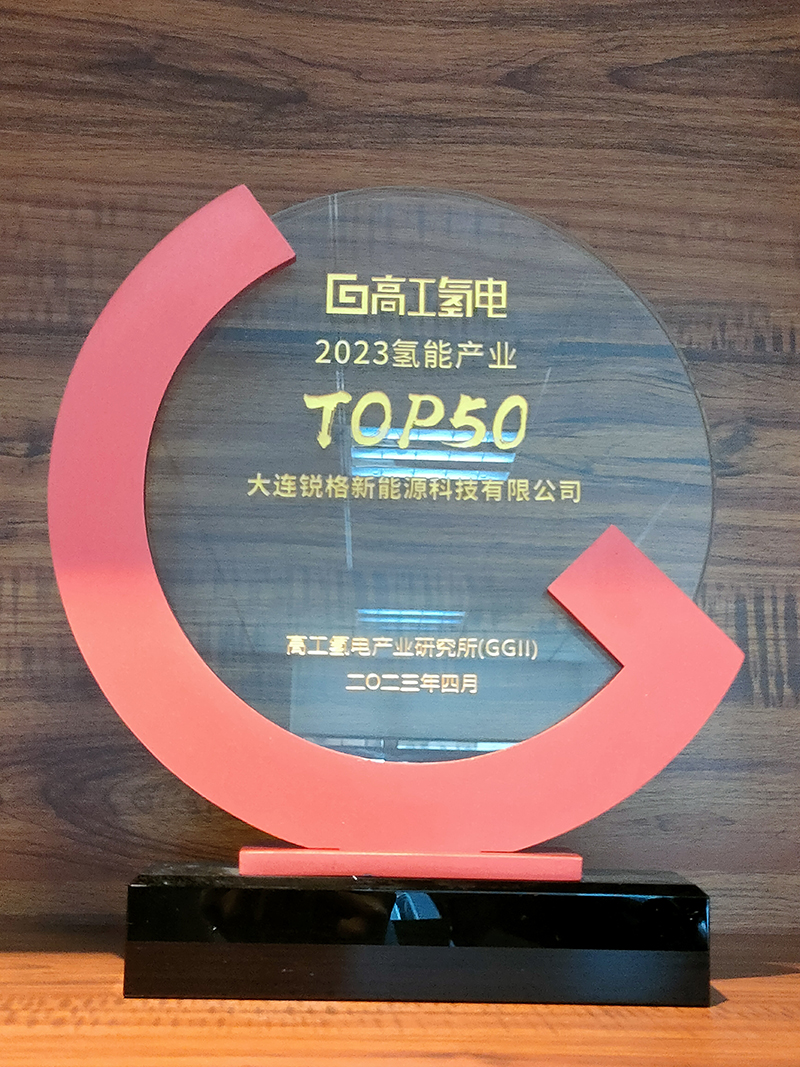 高工氢电
2023氢能产业
TOP50
大连锐格新能源科技有限公司
高工氢电产业研究所(GGII)
二〇二三年四月